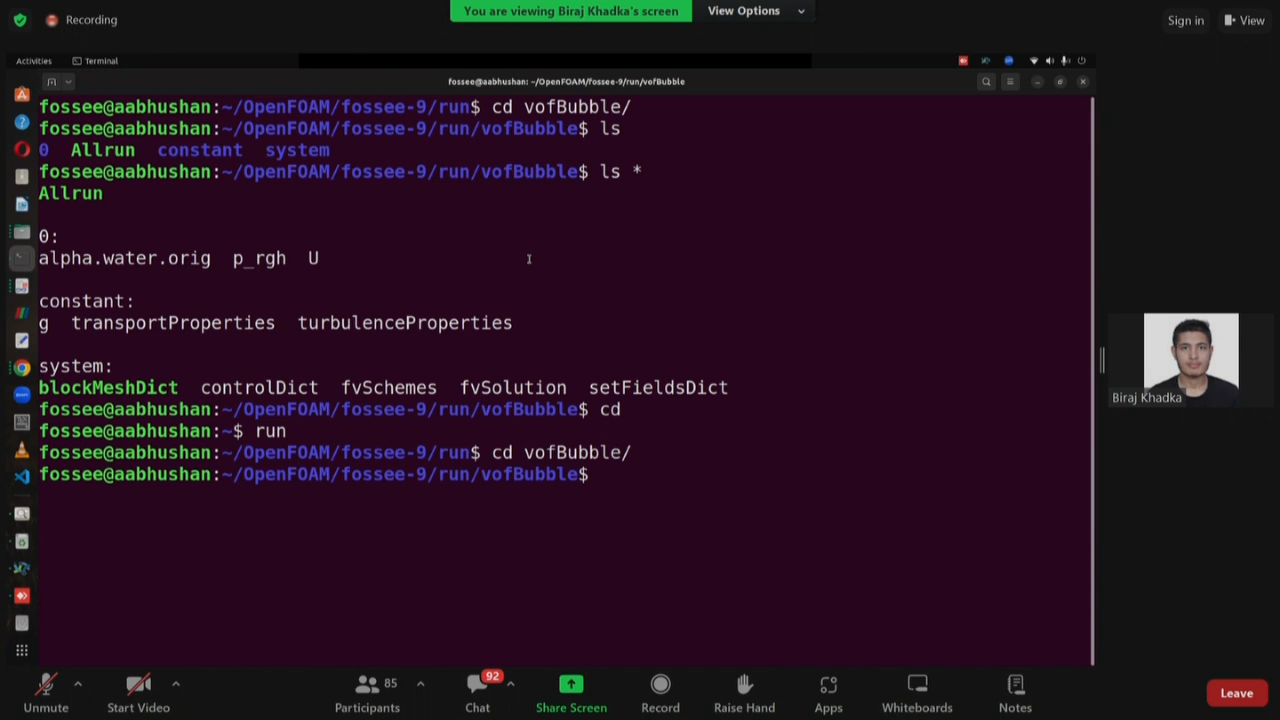 Recording
You are viewing Biraj Khadka's screen
View Options
Sign in
View
Activities
Terminal
fossee@aabhushan: ~/OpenFOAM/fossee-9/run/vofBubble
fossee@aabhushan:~/OpenFOAM/fossee-9/run$ cd vofBubble/
fossee@aabhushan:~/OpenFOAM/fossee-9/run/vofBubble$ ls
0 Allrun constant system
fossee@aabhushan:~/OpenFOAM/fossee-9/run/vofBubble$ ls *
Allrun
0:
alpha.water.orig p_rgh U
constant:
g transportProperties turbulenceProperties
system:
blockMeshDict controlDict fvSchemes fvSolution setFieldsDict
fossee@aabhushan:~/OpenFOAM/fossee-9/run/vofBubble$ cd
fossee@aabhushan:~$ run
fossee@aabhushan:~/OpenFOAM/fossee-9/run$ cd vofBubble/
fossee@aabhushan:~/OpenFOAM/fossee-9/run/vofBubble$
Biraj Khadka
85
92
Unmute
Start Video
Participants
Chat
Share Screen
Record
Raise Hand
Apps
Whiteboards
Notes
Leave